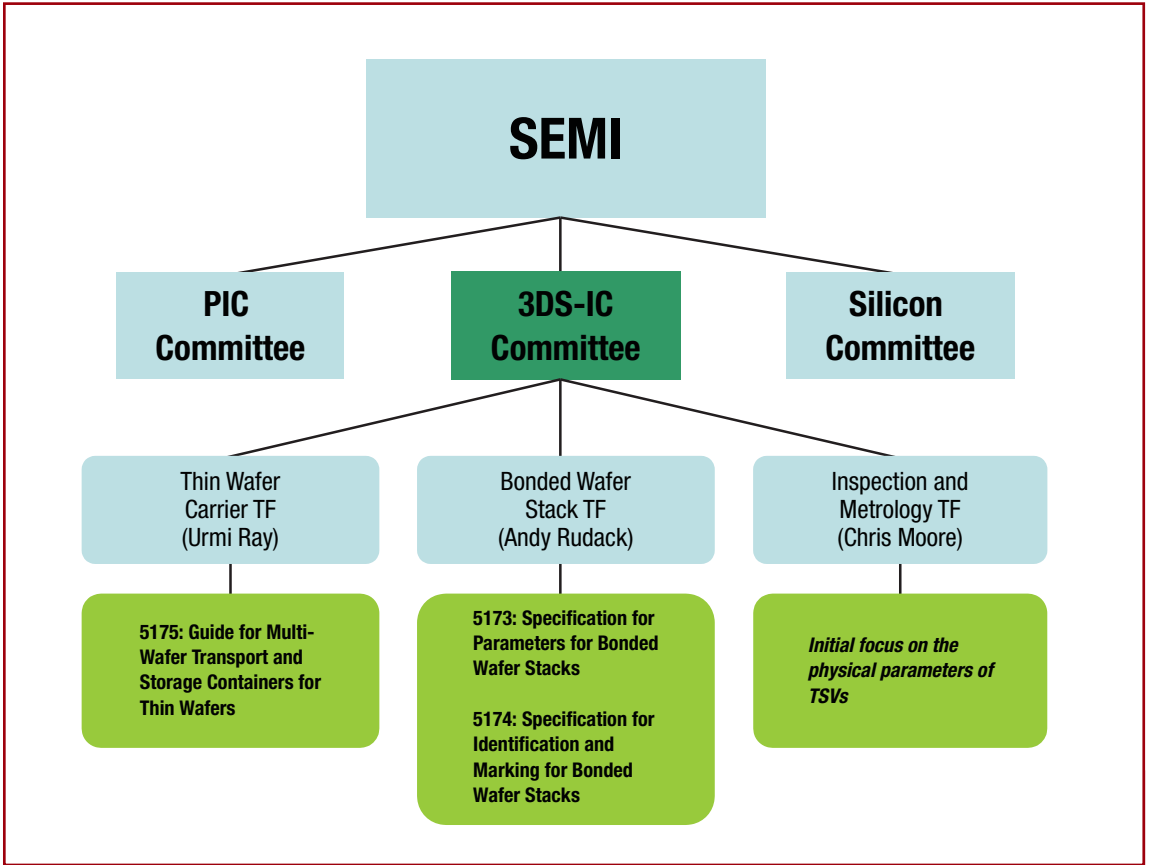 SEMI
PIC
Committee
3DS-IC
Committee
Silicon
Committee
Thin Wafer
Carrier TF
(Urmi Ray)
Bonded Wafer
Stack TF
(Andy Rudack)
Inspection and
Metrology TF
(Chris Moore)
5175: Guide for Multi-
Wafer Transport and
Storage Containers for
Thin Wafers
5173: Specification for
Parameters for Bonded
Wafer Stacks
5174: Specification for
Identification and
Marking for Bonded
Wafer Stacks
Initial focus on the
physical parameters of
TSVs